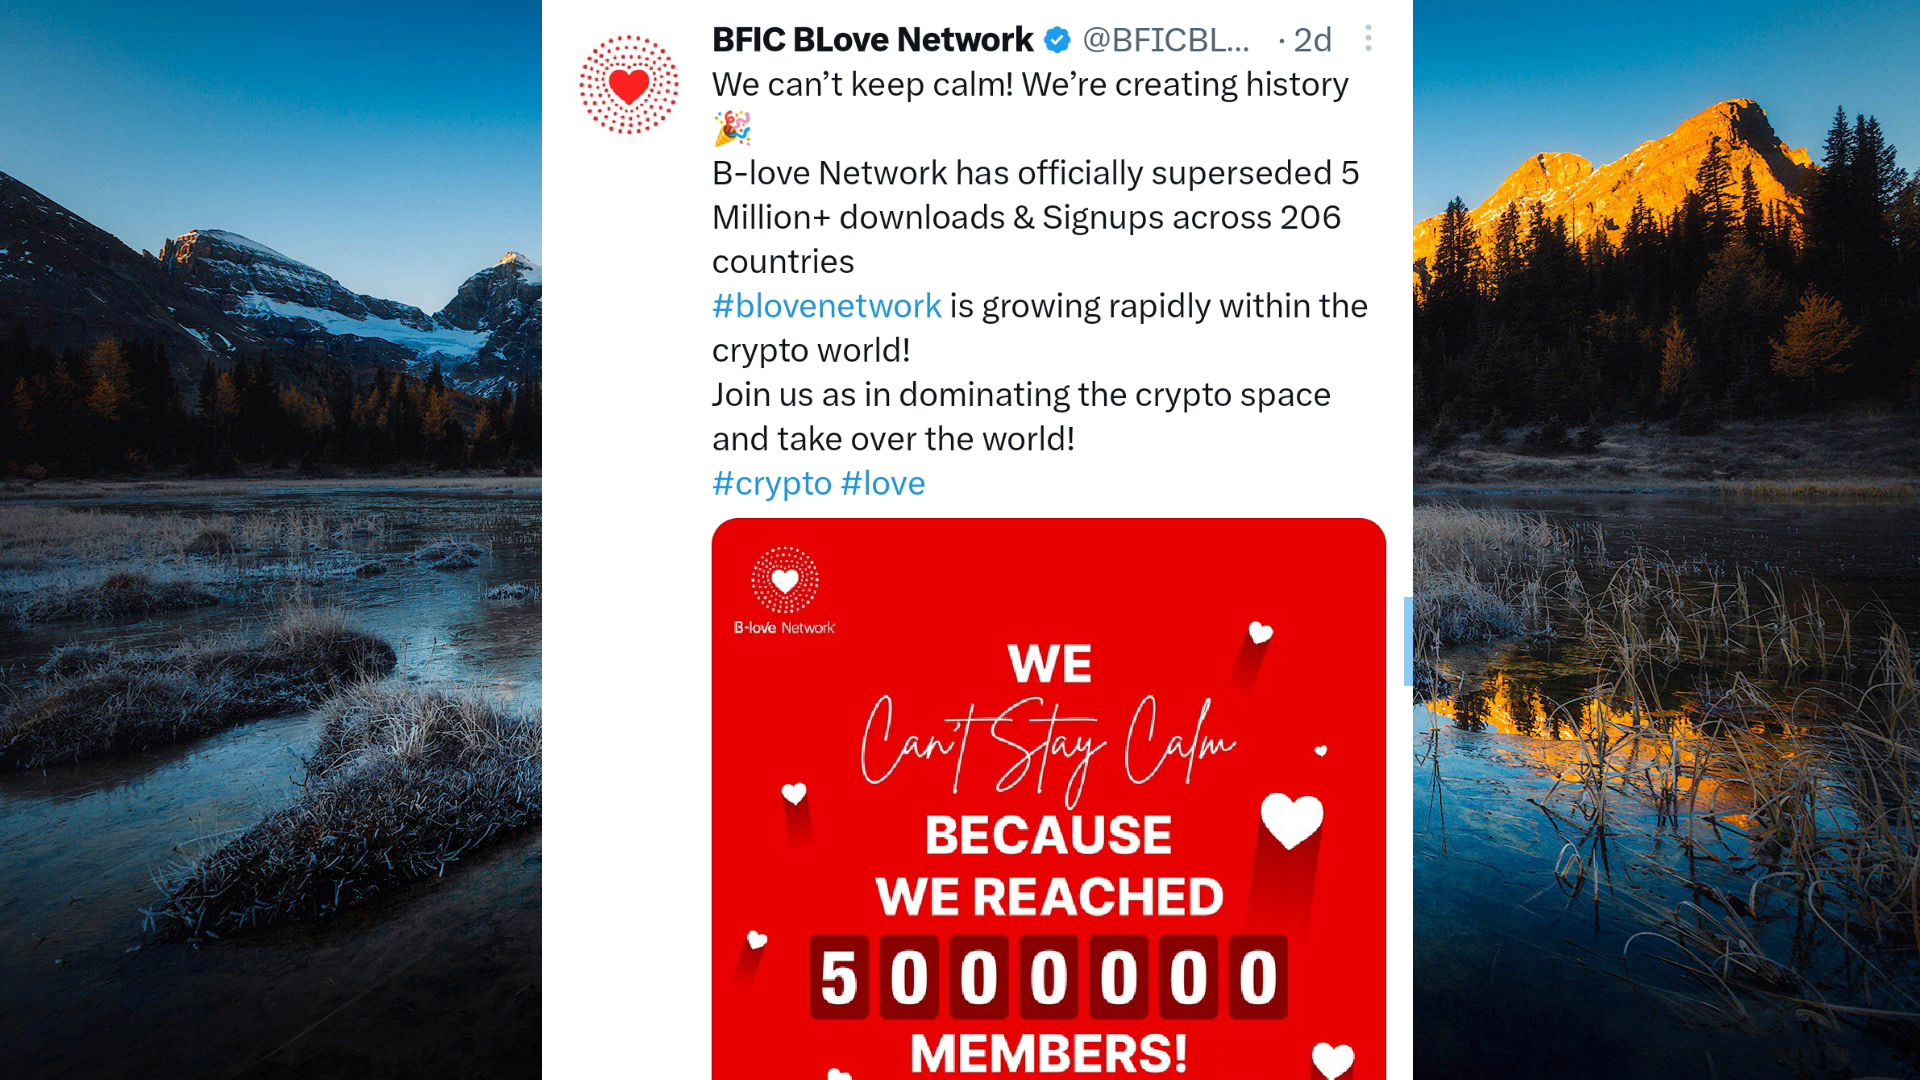 BFIC BLove Network @BFICBL... · 2d
We can’t keep calm! We’re creating history
🎉
B-love Network has officially superseded 5
Million+ downloads & Signups across 206
countries
#blovenetwork is growing rapidly within the
crypto world!
Join us as in dominating the crypto space
and take over the world!
#crypto #love
B-love Network
WE
Can't Stay Calm
BECAUSE
WE REACHED
5000000
MEMBERS!